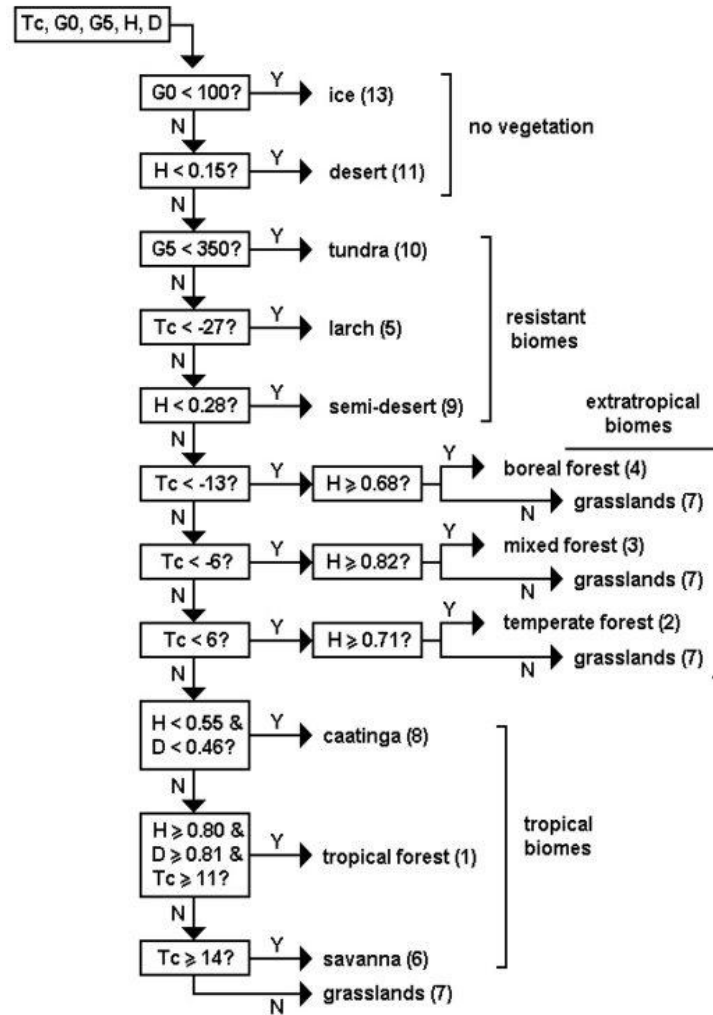 Tc, G0, G5, H, D
G0 < 100?
Y
ice (13)
N
no vegetation
H < 0.15?
Y
desert (11)
N
G5 < 350?
Y
tundra (10)
N
Tc < -27?
Y
larch (5)
resistant
biomes
N
H < 0.28?
Y
semi-desert (9)
extratropical
biomes
N
Tc < -13?
Y
H ⩾ 0.68?
Y
boreal forest (4)
N
grasslands (7)
N
Tc < -6?
Y
H ⩾ 0.82?
Y
mixed forest (3)
N
grasslands (7)
N
Tc < 6?
Y
H ⩾ 0.71?
Y
temperate forest (2)
N
grasslands (7)
N
H < 0.55 &
D < 0.46?
Y
caatinga (8)
N
H ⩾ 0.80 &
D ⩾ 0.81 &
Tc ⩾ 11?
Y
tropical forest (1)
tropical
biomes
N
Tc ⩾ 14?
Y
savanna (6)
N
grasslands (7)